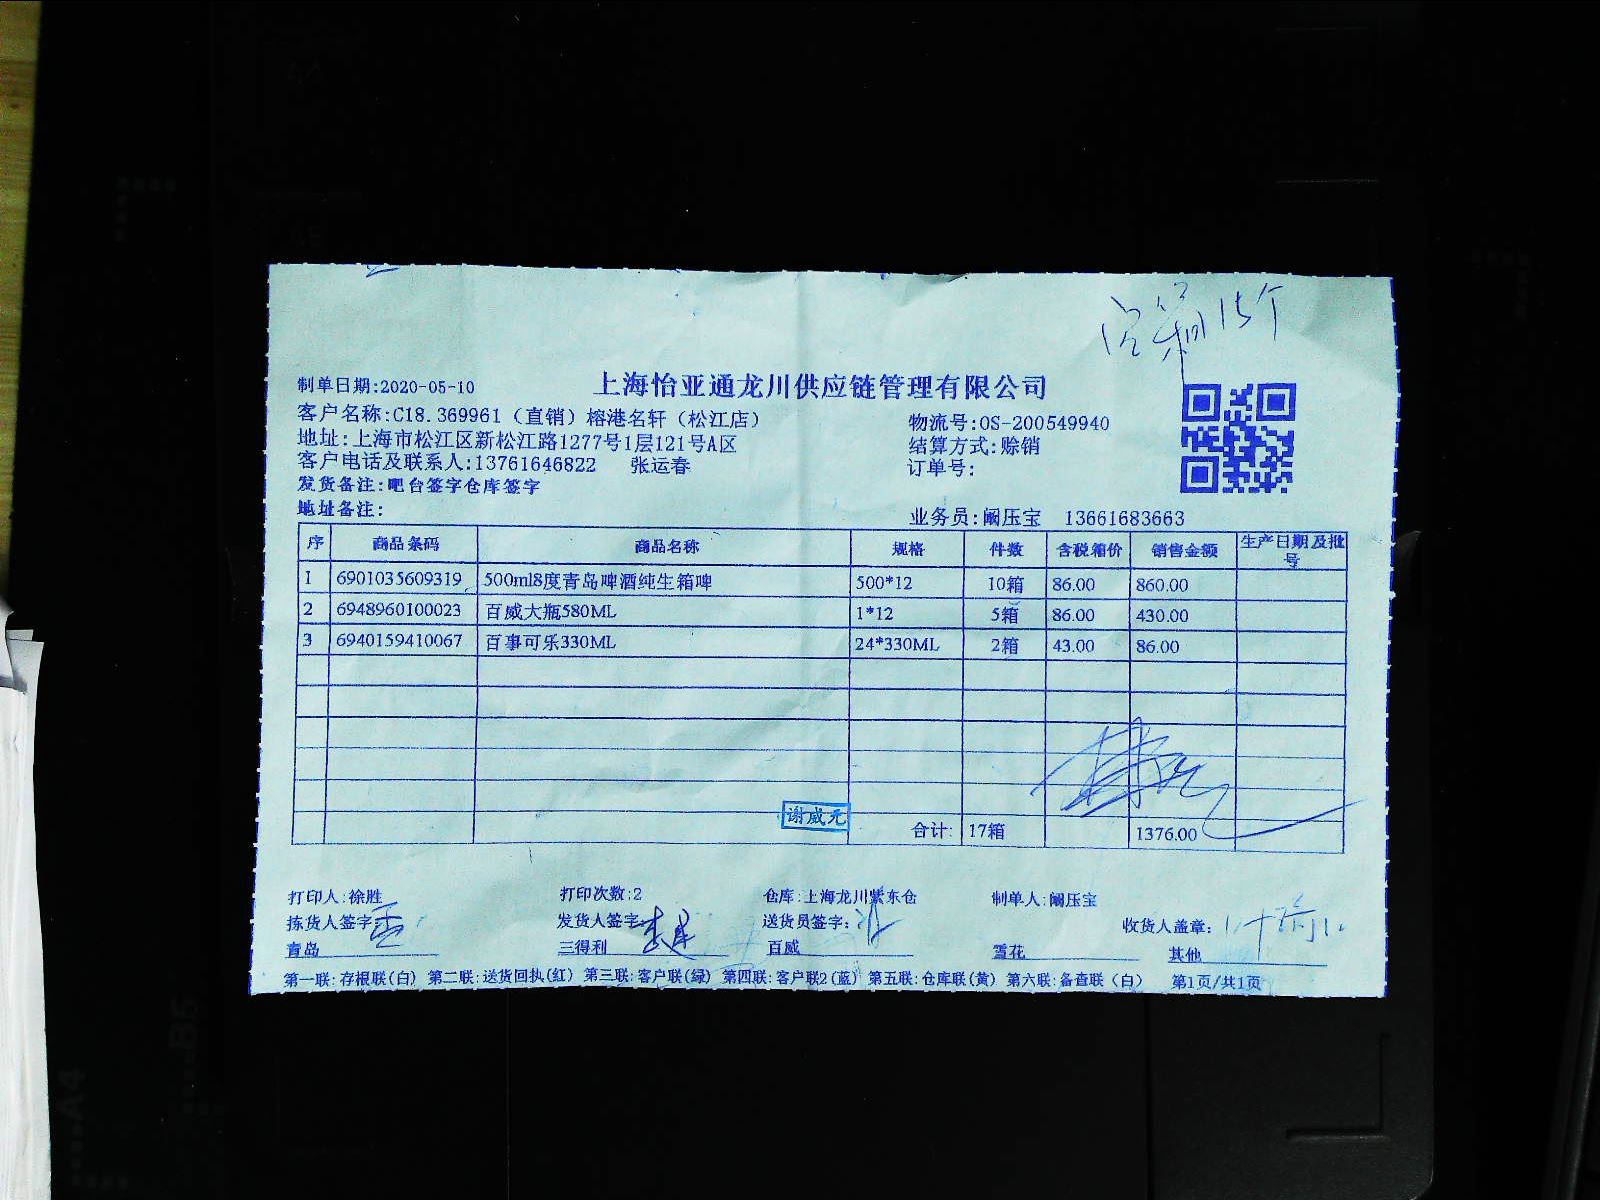 空箱15个
制单日期:2020-05-10 上海怡亚通龙川供应链管理有限公司
客户名称:C18.369961（直销）榕港名轩（松江店） 物流号:OS-200549940
地址:上海市松江区新松江路1277号1层121号A区 结算方式:赊销
客户电话及联系人:13761646822 张运春 订单号:
发货备注:吧台签字仓库签字
地址备注: 业务员:阚压宝 13661683663
序 商品条码 商品名称 规格 件数 含税箱价 销售金额 生产日期及批号
1 6901035609319 500ml8度青岛啤酒纯生箱啤 500*12 10箱 86.00 860.00
2 6948960100023 百威大瓶580ML 1*12 5箱 86.00 430.00
3 6940159410067 百事可乐330ML 24*330ML 2箱 43.00 86.00
谢威元
合计: 17箱 1376.00
打印人:徐胜 打印次数:2 仓库:上海龙川紫东仓 制单人:阚压宝
拣货人签字: 发货人签字: 送货员签字: 收货人盖章:
青岛 三得利 百威 雪花 其他
第一联:存根联(白) 第二联:送货回执(红) 第三联:客户联(绿) 第四联:客户联2(蓝) 第五联:仓库联(黄) 第六联:备查联（白） 第1页/共1页
A4
B5